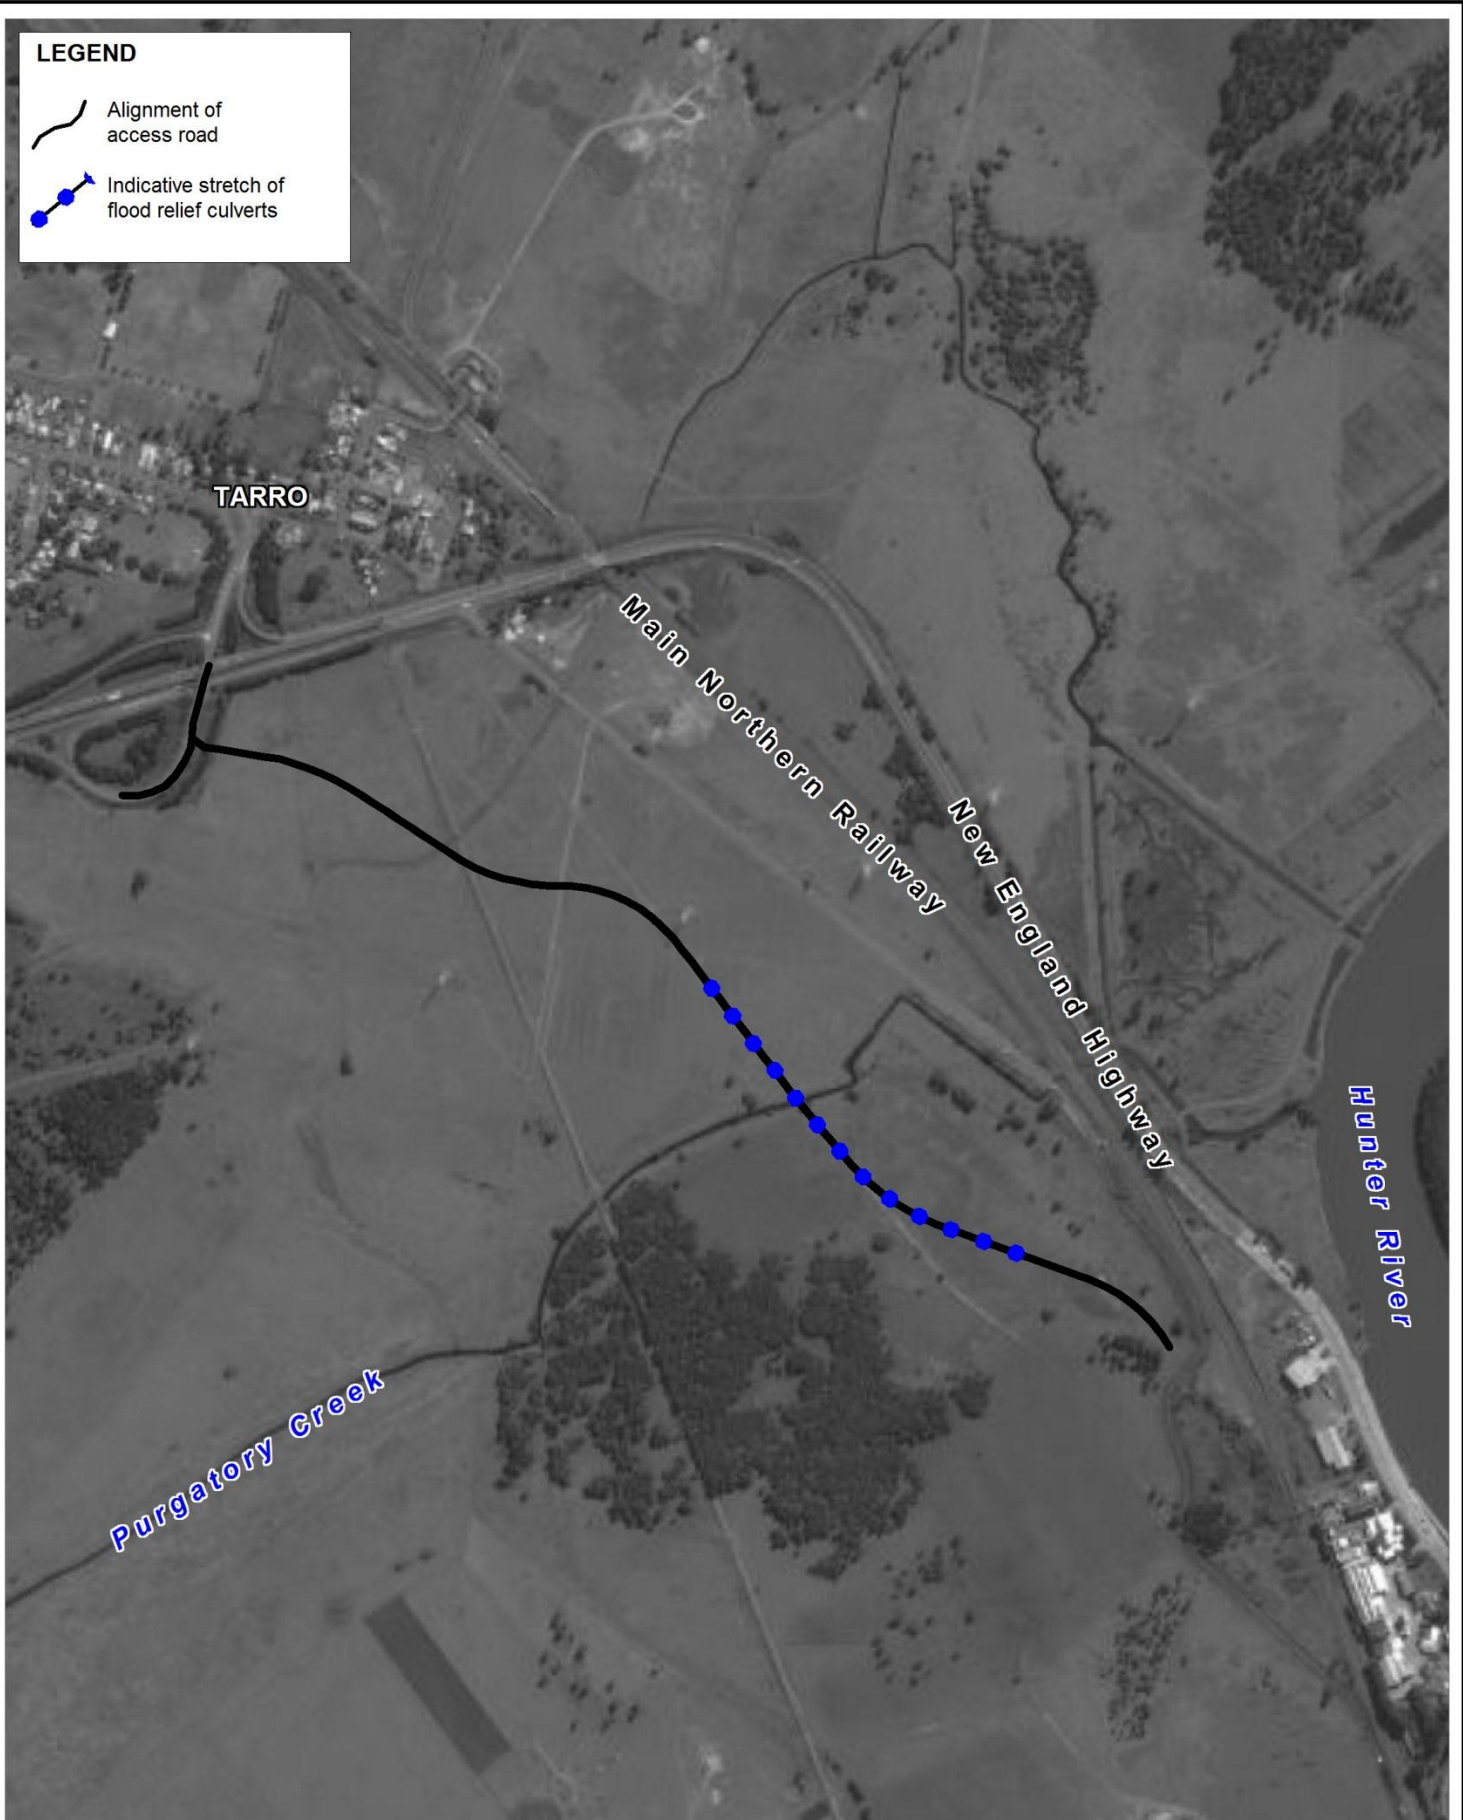 LEGEND
Alignment of
access road
Indicative stretch of
flood relief culverts
TARRO
Main Northern Railway
New England Highway
Hunter River
Purgatory Creek